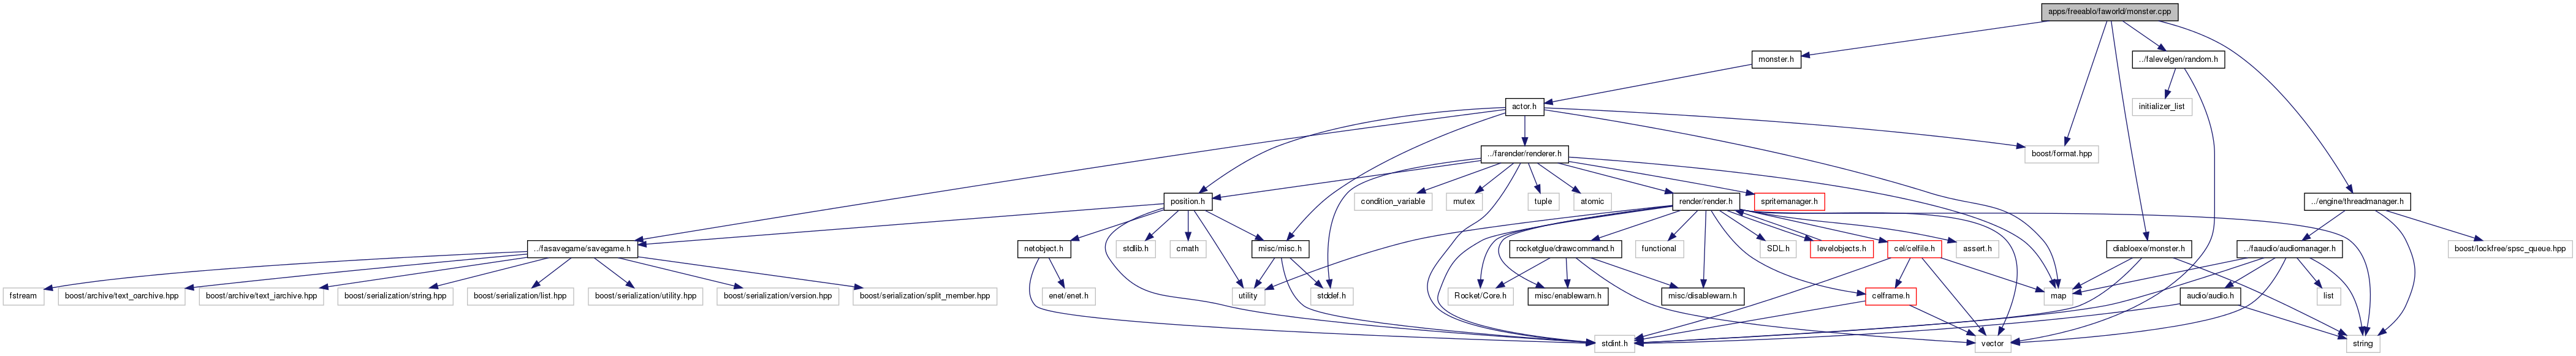 apps/freeablo/faworld/monster.cpp
monster.h
../falevelgen/random.h
actor.h
initializer_list
../farender/renderer.h
boost/format.hpp
position.h
condition_variable
mutex
tuple
atomic
render/render.h
spritemanager.h
../engine/threadmanager.h
../fasavegame/savegame.h
netobject.h
stdlib.h
cmath
misc/misc.h
rocketglue/drawcommand.h
functional
SDL.h
levelobjects.h
cel/celfile.h
assert.h
diabloexe/monster.h
../faaudio/audiomanager.h
boost/lockfree/spsc_queue.hpp
fstream
boost/archive/text_oarchive.hpp
boost/archive/text_iarchive.hpp
boost/serialization/string.hpp
boost/serialization/list.hpp
boost/serialization/utility.hpp
boost/serialization/version.hpp
boost/serialization/split_member.hpp
enet/enet.h
utility
stddef.h
Rocket/Core.h
misc/enablewarn.h
misc/disablewarn.h
celframe.h
map
audio/audio.h
list
stdint.h
vector
string